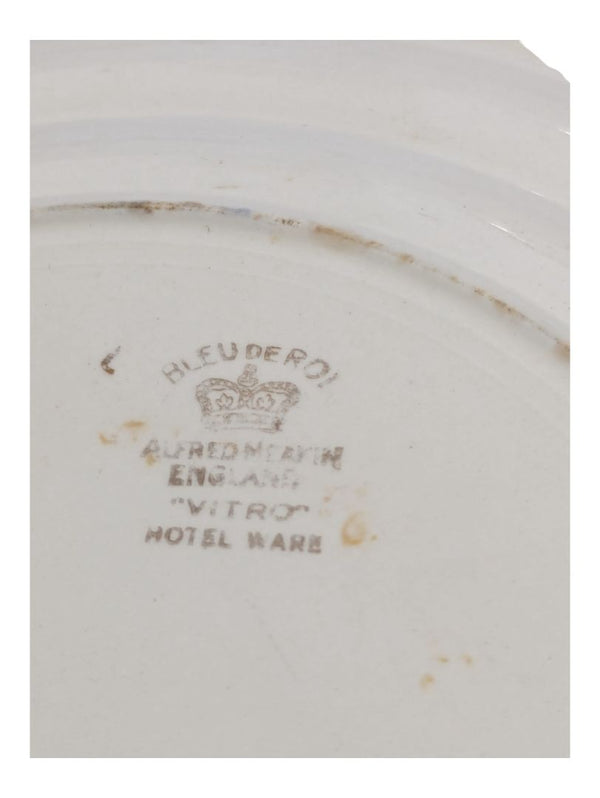 BLEU DE ROI
ALFRED MEAKIN
ENGLAND
"VITRO"
HOTEL WARE